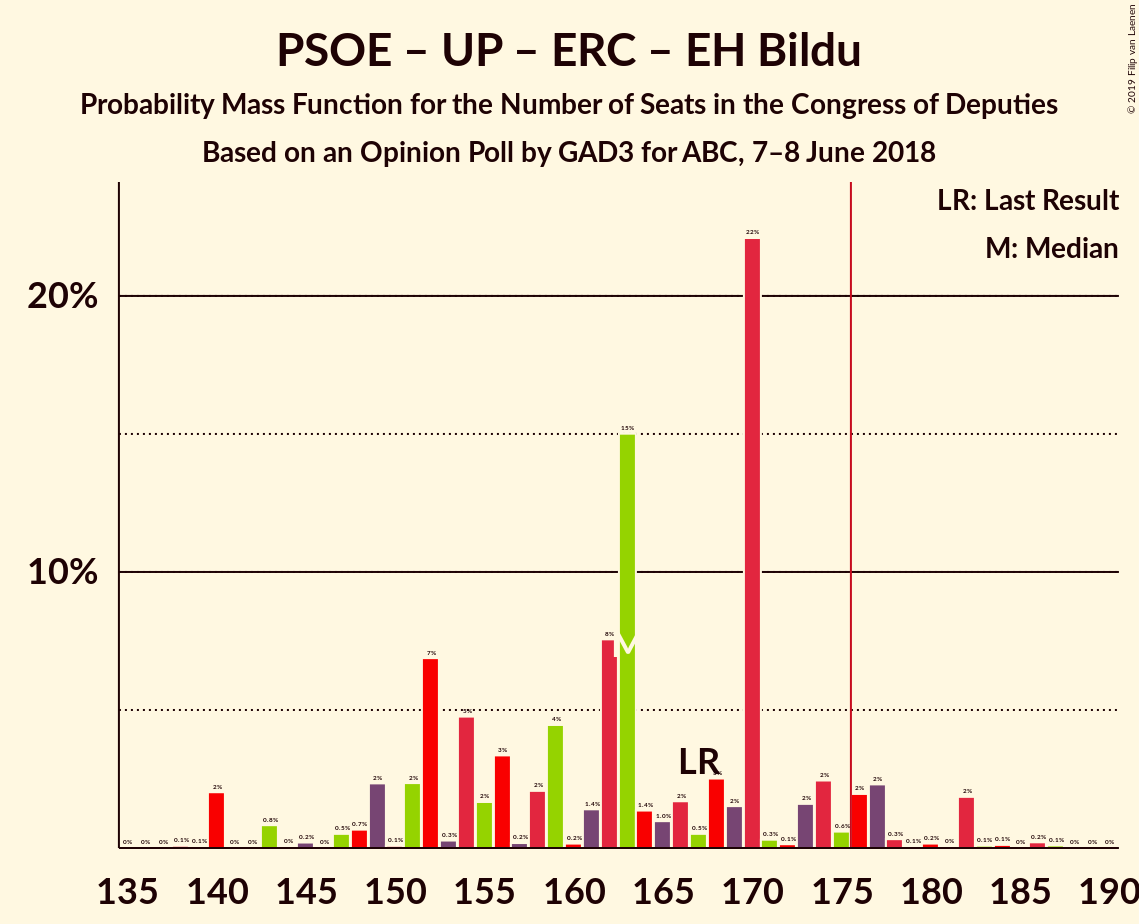 PSOE – UP – ERC – EH Bildu
Probability Mass Function for the Number of Seats in the Congress of Deputies
Based on an Opinion Poll by GAD3 for ABC, 7–8 June 2018
© 2019 Filip van Laenen
LR: Last Result
M: Median
20%
10%
0% 0% 0% 0.1% 0.1% 2% 0% 0% 0.8% 0% 0.2% 0% 0.5% 0.7% 2% 0.1% 2% 7% 0.3% 5% 2% 3% 0.2% 2% 4% 0.2% 1.4% 8% 15% 1.4% 1.0% 2% 0.5% 2% 22% 0.3% 0.1% 2% 2% 0.6% 2% 2% 0.3% 0.1% 0.2% 0% 2% 0.1% 0.1% 0% 0.2% 0.1% 0% 0% 0%
M
LR
135 140 145 150 155 160 165 170 175 180 185 190